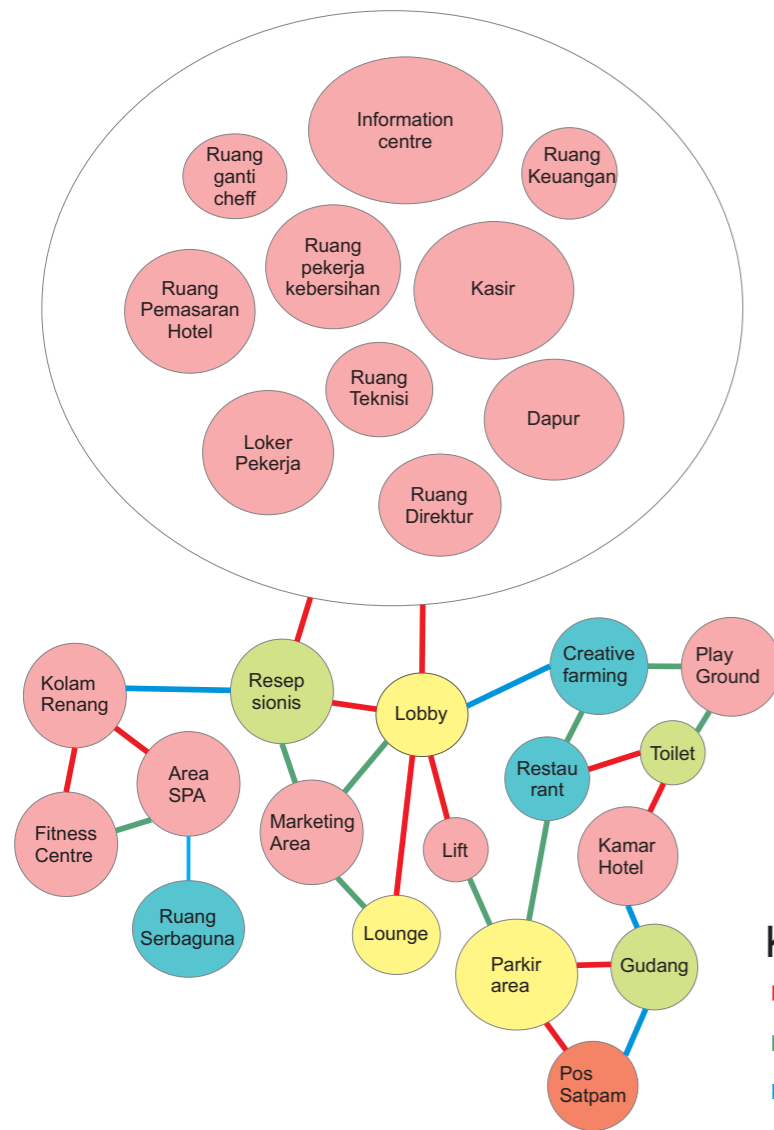 Information
centre
Ruang
ganti
cheff
Ruang
Keuangan
Ruang
pekerja
kebersihan
Ruang
Pemasaran
Hotel
Kasir
Ruang
Teknisi
Dapur
Loker
Pekerja
Ruang
Direktur
Kolam
Renang
Resep
sionis
Lobby
Creative
farming
Play
Ground
Area
SPA
Restau
rant
Toilet
Fitness
Centre
Marketing
Area
Lift
Kamar
Hotel
Ruang
Serbaguna
Lounge
Parkir
area
Gudang
Pos
Satpam